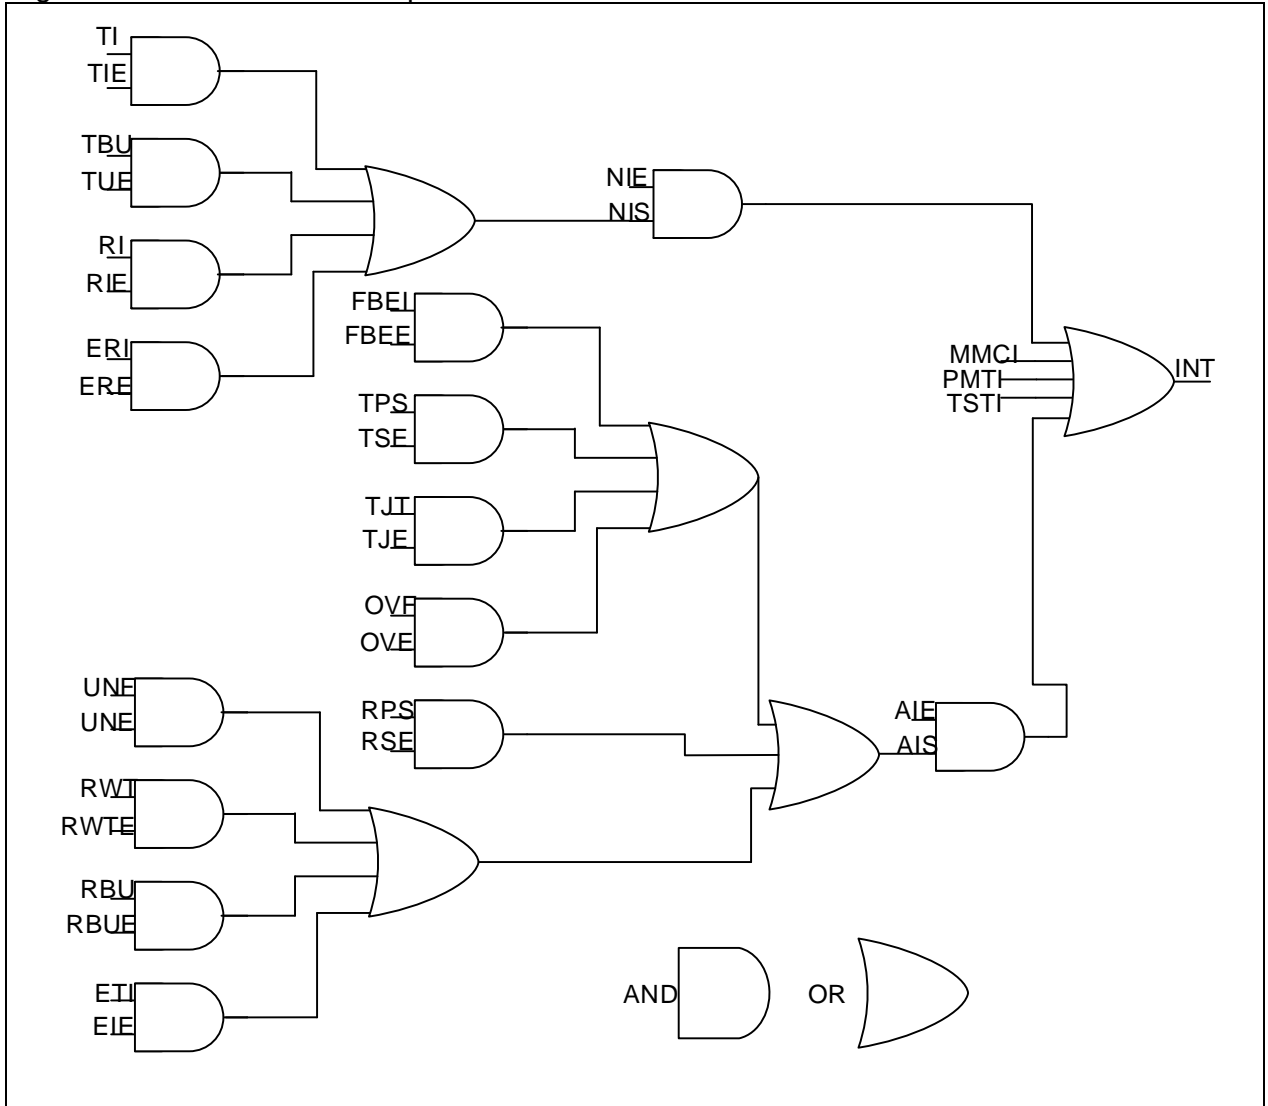 TI
TIE
TBU
TUE
RI
RIE
ERI
ERE
NIE
NIS
FBEI
FBEE
TPS
TSE
TJT
TJE
OVF
OVE
MMCI
PMTI
TSTI
INT
UNF
UNE
RWT
RWTE
RBU
RBUE
ETI
EIE
RPS
RSE
AIE
AIS
AND
OR